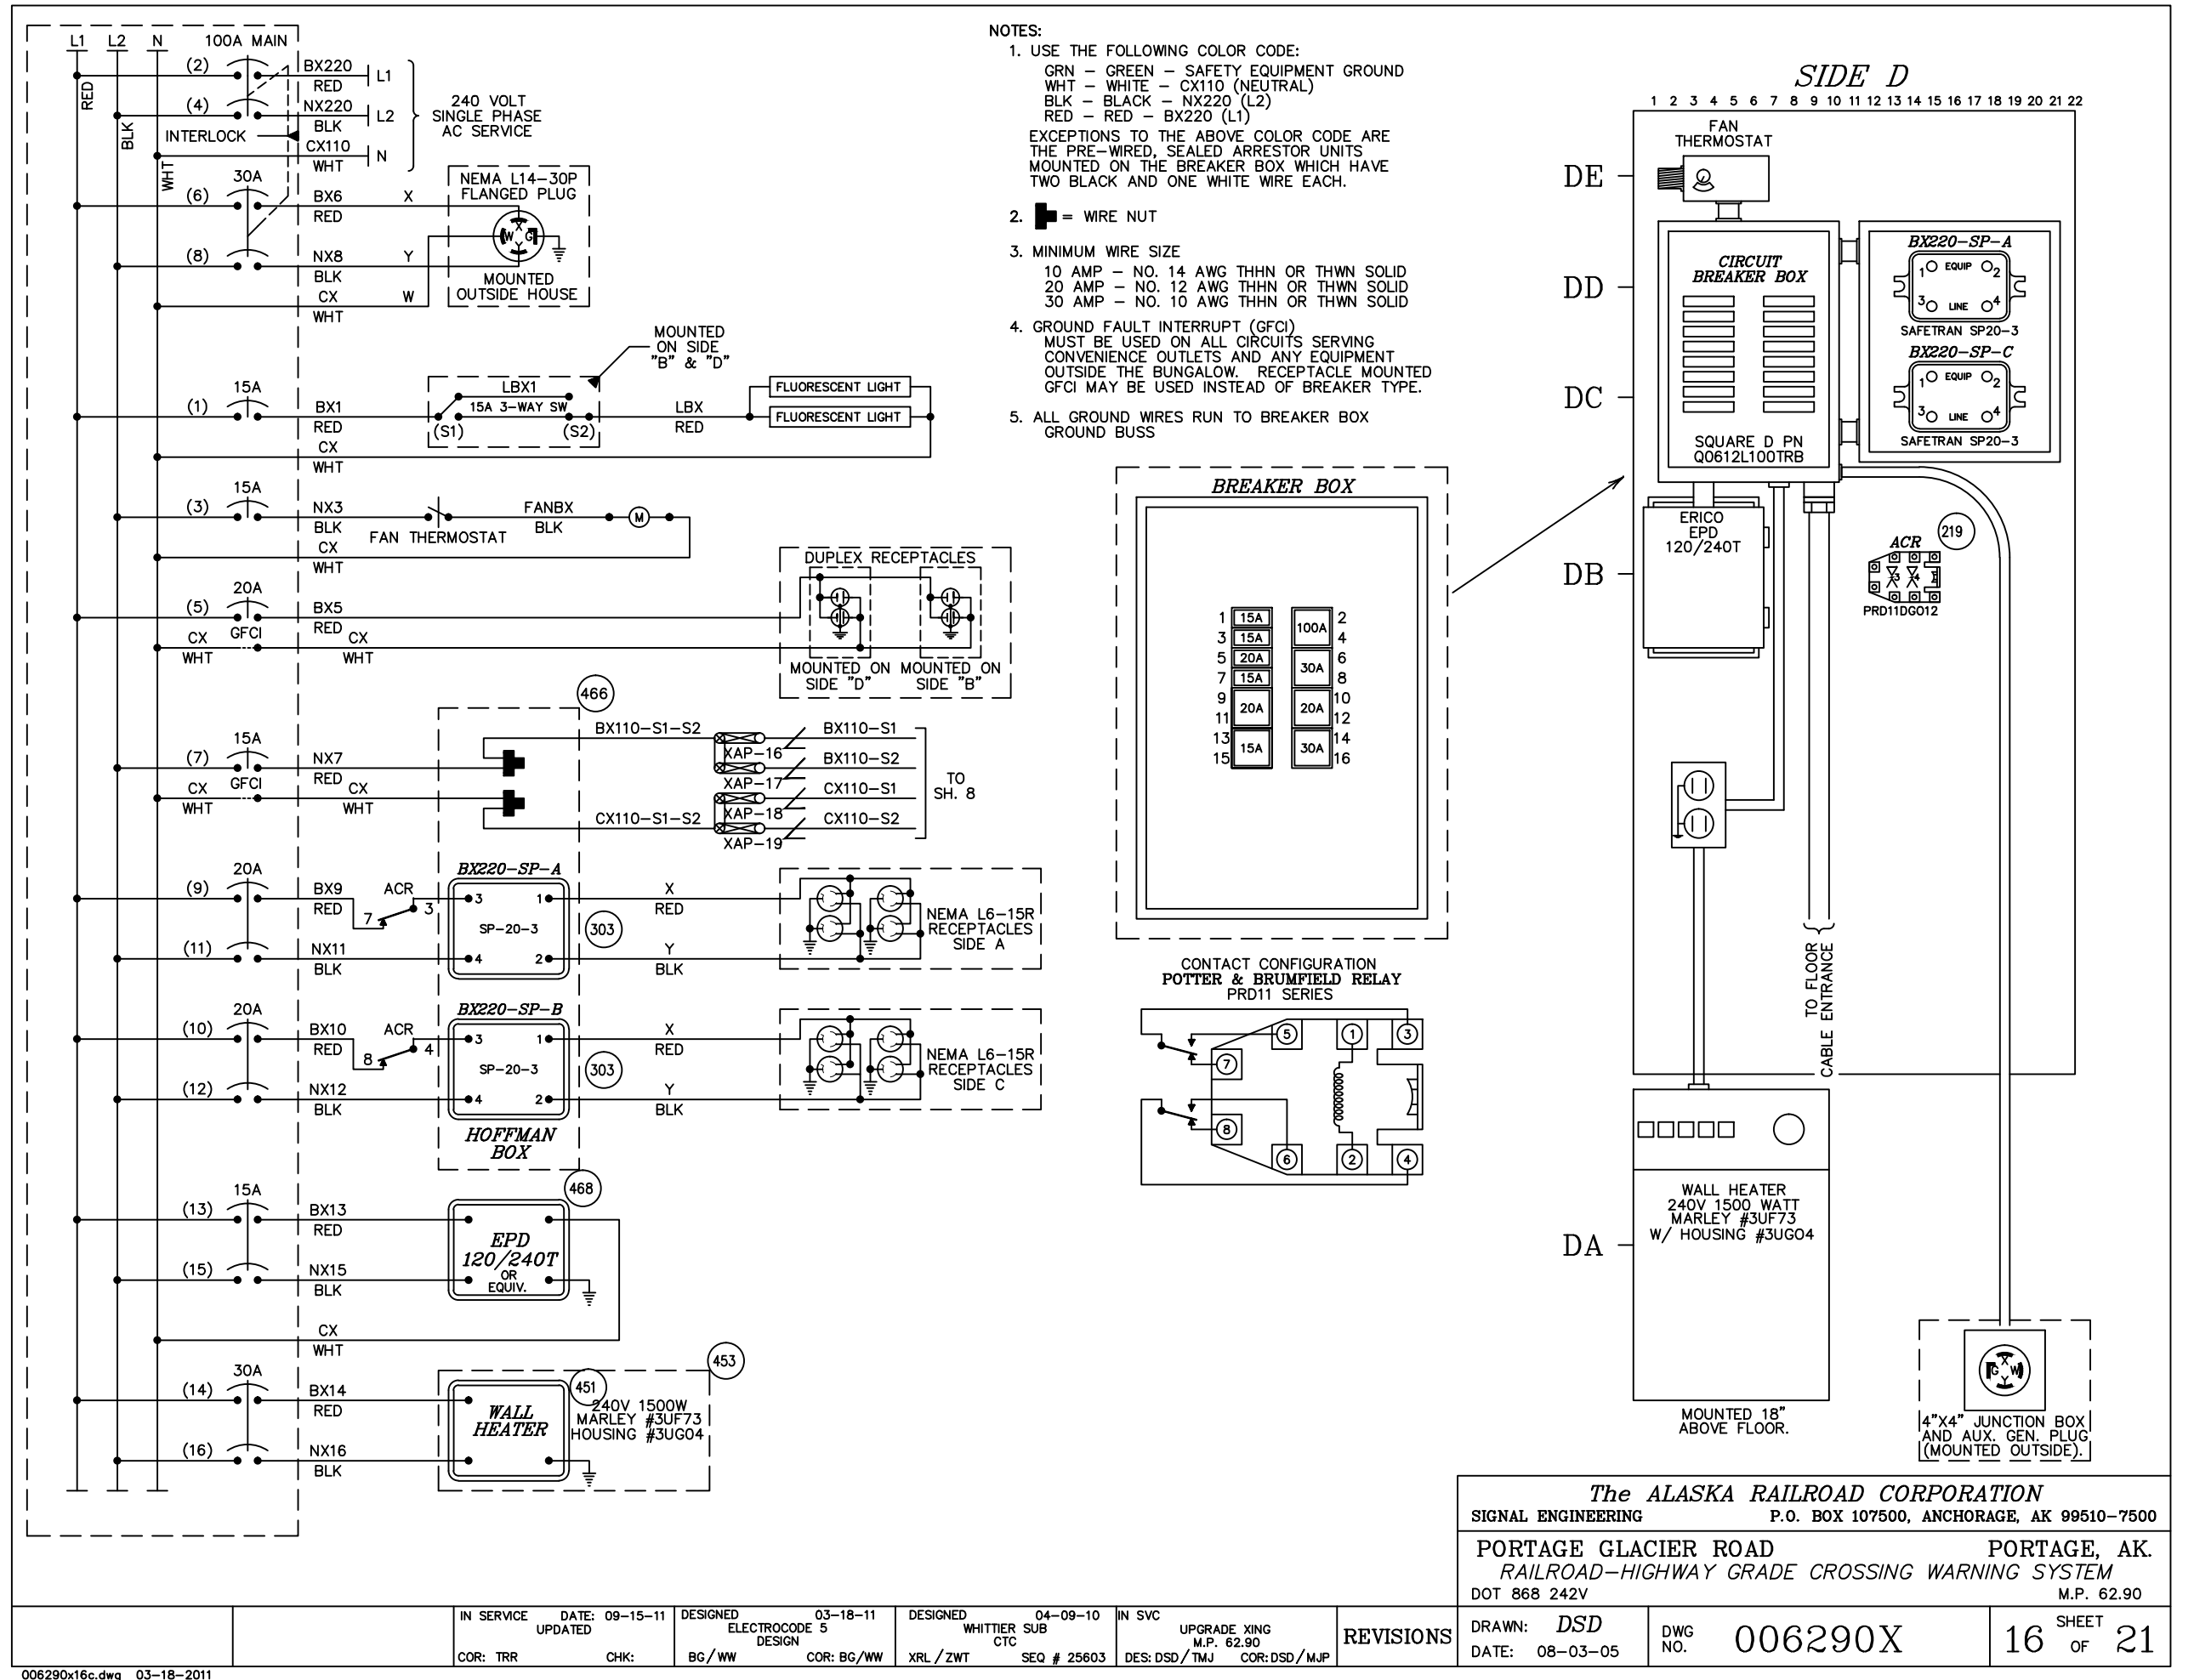 L1 L2 N 100A MAIN
RED
BLK
WHT
(2) BX220 L1
RED
(4) NX220 L2
BLK
INTERLOCK
CX110 N
WHT
240 VOLT
SINGLE PHASE
AC SERVICE
30A
(6) BX6 X
RED
(8) NX8 Y
BLK
CX W
WHT
NEMA L14-30P
FLANGED PLUG
X
W G
Y
MOUNTED
OUTSIDE HOUSE
MOUNTED
ON SIDE
"B" & "D"
15A
(1) BX1
RED
LBX1
15A 3-WAY SW
(S1) (S2)
LBX
RED
FLUORESCENT LIGHT
FLUORESCENT LIGHT
CX
WHT
15A
(3) NX3
BLK
FAN THERMOSTAT
FANBX
BLK
M
CX
WHT
20A
(5) BX5
RED
CX GFCI CX
WHT WHT
DUPLEX RECEPTACLES
MOUNTED ON MOUNTED ON
SIDE "D" SIDE "B"
466
15A
(7) NX7
RED
CX GFCI CX
WHT WHT
BX110-S1-S2 BX110-S1
XAP-16
BX110-S2
XAP-17
CX110-S1
XAP-18
CX110-S1-S2 CX110-S2
XAP-19
TO
SH. 8
20A
(9) BX9 ACR
RED 7 3
(11) NX11
BLK
BX220-SP-A
3 1
SP-20-3
4 2
303
X
RED
Y
BLK
NEMA L6-15R
RECEPTACLES
SIDE A
20A
(10) BX10 ACR
RED 8 4
(12) NX12
BLK
BX220-SP-B
3 1
SP-20-3
4 2
303
X
RED
Y
BLK
NEMA L6-15R
RECEPTACLES
SIDE C
HOFFMAN
BOX
468
15A
(13) BX13
RED
(15) NX15
BLK
EPD
120/240T
OR
EQUIV.
CX
WHT
453
30A
(14) BX14
RED
(16) NX16
BLK
451
WALL
HEATER
240V 1500W
MARLEY #3UF73
HOUSING #3UG04
NOTES:
1. USE THE FOLLOWING COLOR CODE:
GRN - GREEN - SAFETY EQUIPMENT GROUND
WHT - WHITE - CX110 (NEUTRAL)
BLK - BLACK - NX220 (L2)
RED - RED - BX220 (L1)
EXCEPTIONS TO THE ABOVE COLOR CODE ARE
THE PRE-WIRED, SEALED ARRESTOR UNITS
MOUNTED ON THE BREAKER BOX WHICH HAVE
TWO BLACK AND ONE WHITE WIRE EACH.
2. = WIRE NUT
3. MINIMUM WIRE SIZE
10 AMP - NO. 14 AWG THHN OR THWN SOLID
20 AMP - NO. 12 AWG THHN OR THWN SOLID
30 AMP - NO. 10 AWG THHN OR THWN SOLID
4. GROUND FAULT INTERRUPT (GFCI)
MUST BE USED ON ALL CIRCUITS SERVING
CONVENIENCE OUTLETS AND ANY EQUIPMENT
OUTSIDE THE BUNGALOW. RECEPTACLE MOUNTED
GFCI MAY BE USED INSTEAD OF BREAKER TYPE.
5. ALL GROUND WIRES RUN TO BREAKER BOX
GROUND BUSS
BREAKER BOX
1 15A 100A 2
3 15A 4
5 20A 30A 6
7 15A 8
9 20A 20A 10
11 12
13 15A 30A 14
15 16
CONTACT CONFIGURATION
POTTER & BRUMFIELD RELAY
PRD11 SERIES
5 1 3
7
8
6 2 4
SIDE D
1 2 3 4 5 6 7 8 9 10 11 12 13 14 15 16 17 18 19 20 21 22
DE
DD
DC
DB
DA
FAN
THERMOSTAT
CIRCUIT
BREAKER BOX
SQUARE D PN
QO612L100TRB
BX220-SP-A
1 EQUIP 2
3 LINE 4
SAFETRAN SP20-3
BX220-SP-C
1 EQUIP 2
3 LINE 4
SAFETRAN SP20-3
ERICO
EPD
120/240T
219
ACR
3 4
PRD11DGO12
TO FLOOR
CABLE ENTRANCE
WALL HEATER
240V 1500 WATT
MARLEY #3UF73
W/ HOUSING #3UG04
MOUNTED 18"
ABOVE FLOOR.
X
G W
Y
4"X4" JUNCTION BOX
AND AUX. GEN. PLUG
(MOUNTED OUTSIDE).
The ALASKA RAILROAD CORPORATION
SIGNAL ENGINEERING P.O. BOX 107500, ANCHORAGE, AK 99510-7500
PORTAGE GLACIER ROAD PORTAGE, AK.
RAILROAD-HIGHWAY GRADE CROSSING WARNING SYSTEM
DOT 868 242V M.P. 62.90
IN SERVICE DATE: 09-15-11
UPDATED
COR: TRR CHK:
DESIGNED 03-18-11
ELECTROCODE 5
DESIGN
BG/WW COR: BG/WW
DESIGNED 04-09-10
WHITTIER SUB
CTC
XRL/ZWT SEQ # 25603
IN SVC
UPGRADE XING
M.P. 62.90
DES: DSD/TMJ COR: DSD/MJP
REVISIONS
DRAWN: DSD
DATE: 08-03-05
DWG
NO. 006290X
16 SHEET
OF 21
006290x16c.dwg 03-18-2011